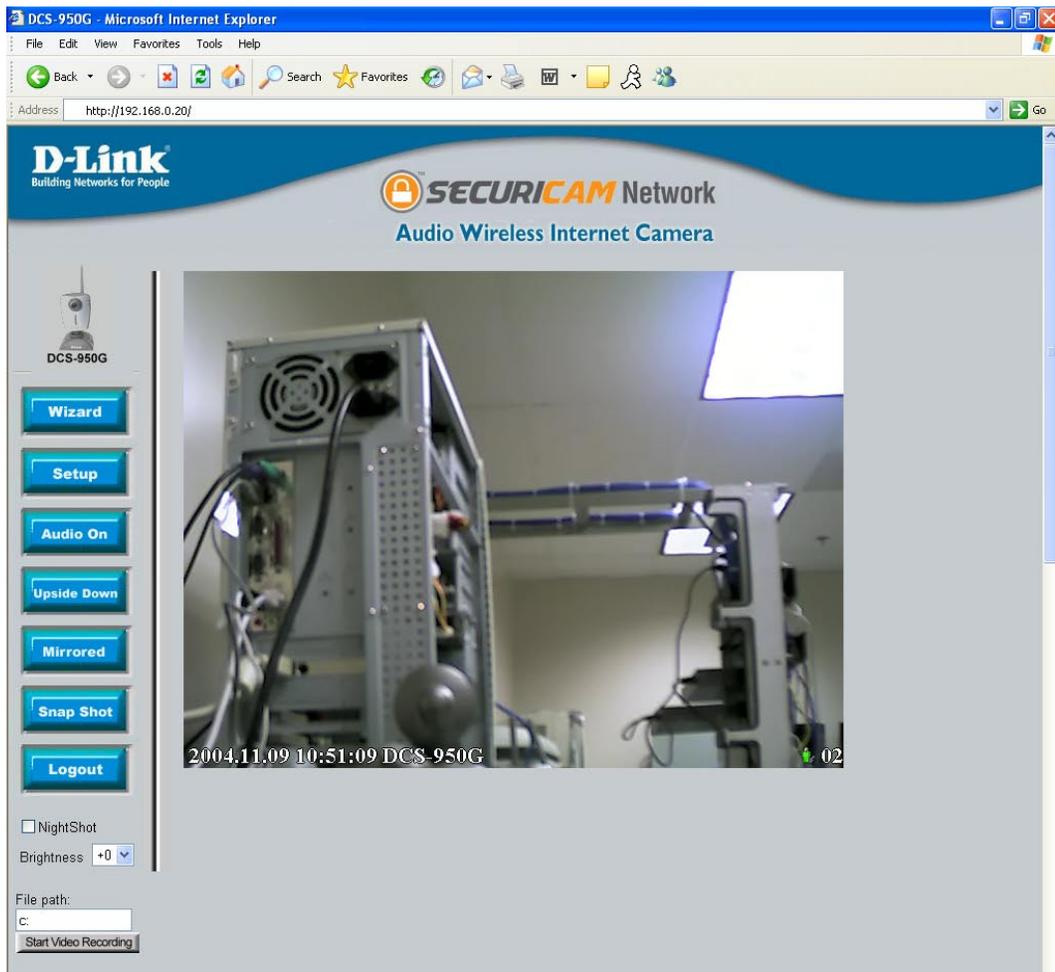 DCS-950G - Microsoft Internet Explorer
File Edit View Favorites Tools Help
Back Search Favorites
Address http://192.168.0.20/ Go
D-Link
Building Networks for People
SECURICAM Network
Audio Wireless Internet Camera
DCS-950G
Wizard
Setup
Audio On
Upside Down
Mirrored
Snap Shot
Logout
2004.11.09 10:51:09 DCS-950G 02
NightShot
Brightness +0
File path:
c:
Start Video Recording